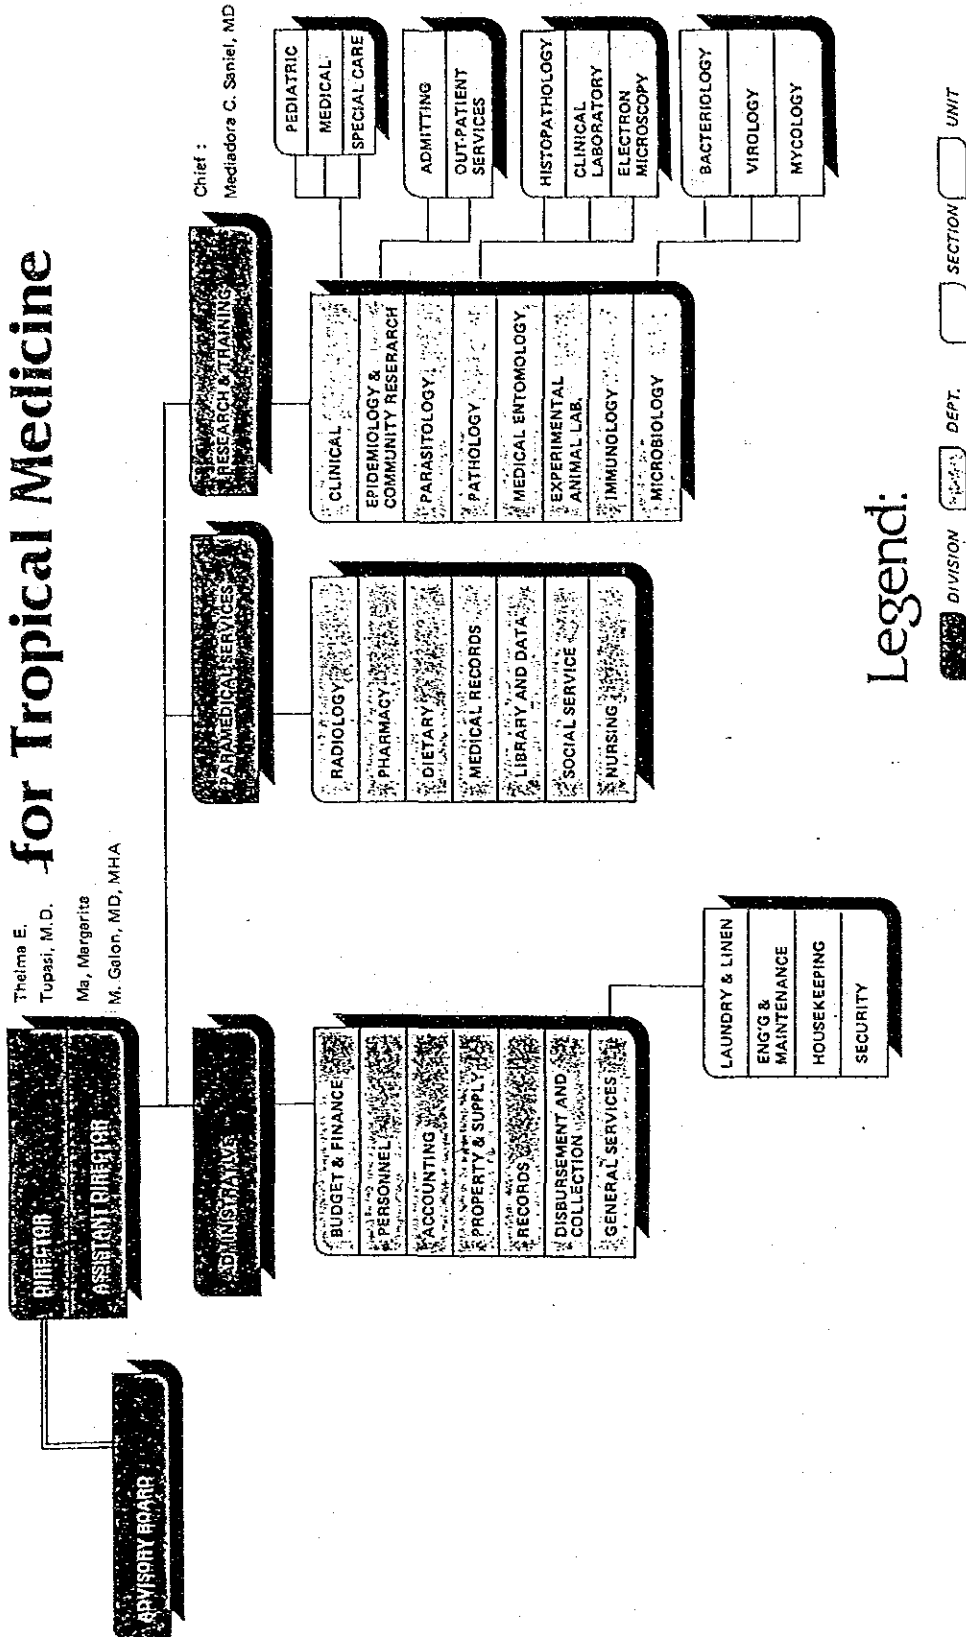 for Tropical Medicine
Thelma E.
Tupasi, M.D.
Ma, Margarita
M. Galon, MD, MHA
DIRECTOR
ASSISTANT DIRECTOR
ADVISORY BOARD
ADMINISTRATIVE
PARAMEDICAL SERVICES
RESEARCH & TRAINING
Chief :
Mediadora C. Saniel, MD
BUDGET & FINANCE
PERSONNEL
ACCOUNTING
PROPERTY & SUPPLY
RECORDS
DISBURSEMENT AND
COLLECTION
GENERAL SERVICES
LAUNDRY & LINEN
ENG'G &
MAINTENANCE
HOUSEKEEPING
SECURITY
RADIOLOGY
PHARMACY
DIETARY
MEDICAL RECORDS
LIBRARY AND DATA
SOCIAL SERVICE
NURSING
CLINICAL
EPIDEMIOLOGY &
COMMUNITY RESERARCH
PARASITOLOGY
PATHOLOGY
MEDICAL ENTOMOLOGY
EXPERIMENTAL
ANIMAL LAB.
IMMUNOLOGY
MICROBIOLOGY
PEDIATRIC
MEDICAL
SPECIAL CARE
ADMITTING
OUT-PATIENT
SERVICES
HISTOPATHOLOGY
CLINICAL
LABORATORY
ELECTRON
MICROSCOPY
BACTERIOLOGY
VIROLOGY
MYCOLOGY
Legend:
DIVISION DEPT. SECTION UNIT